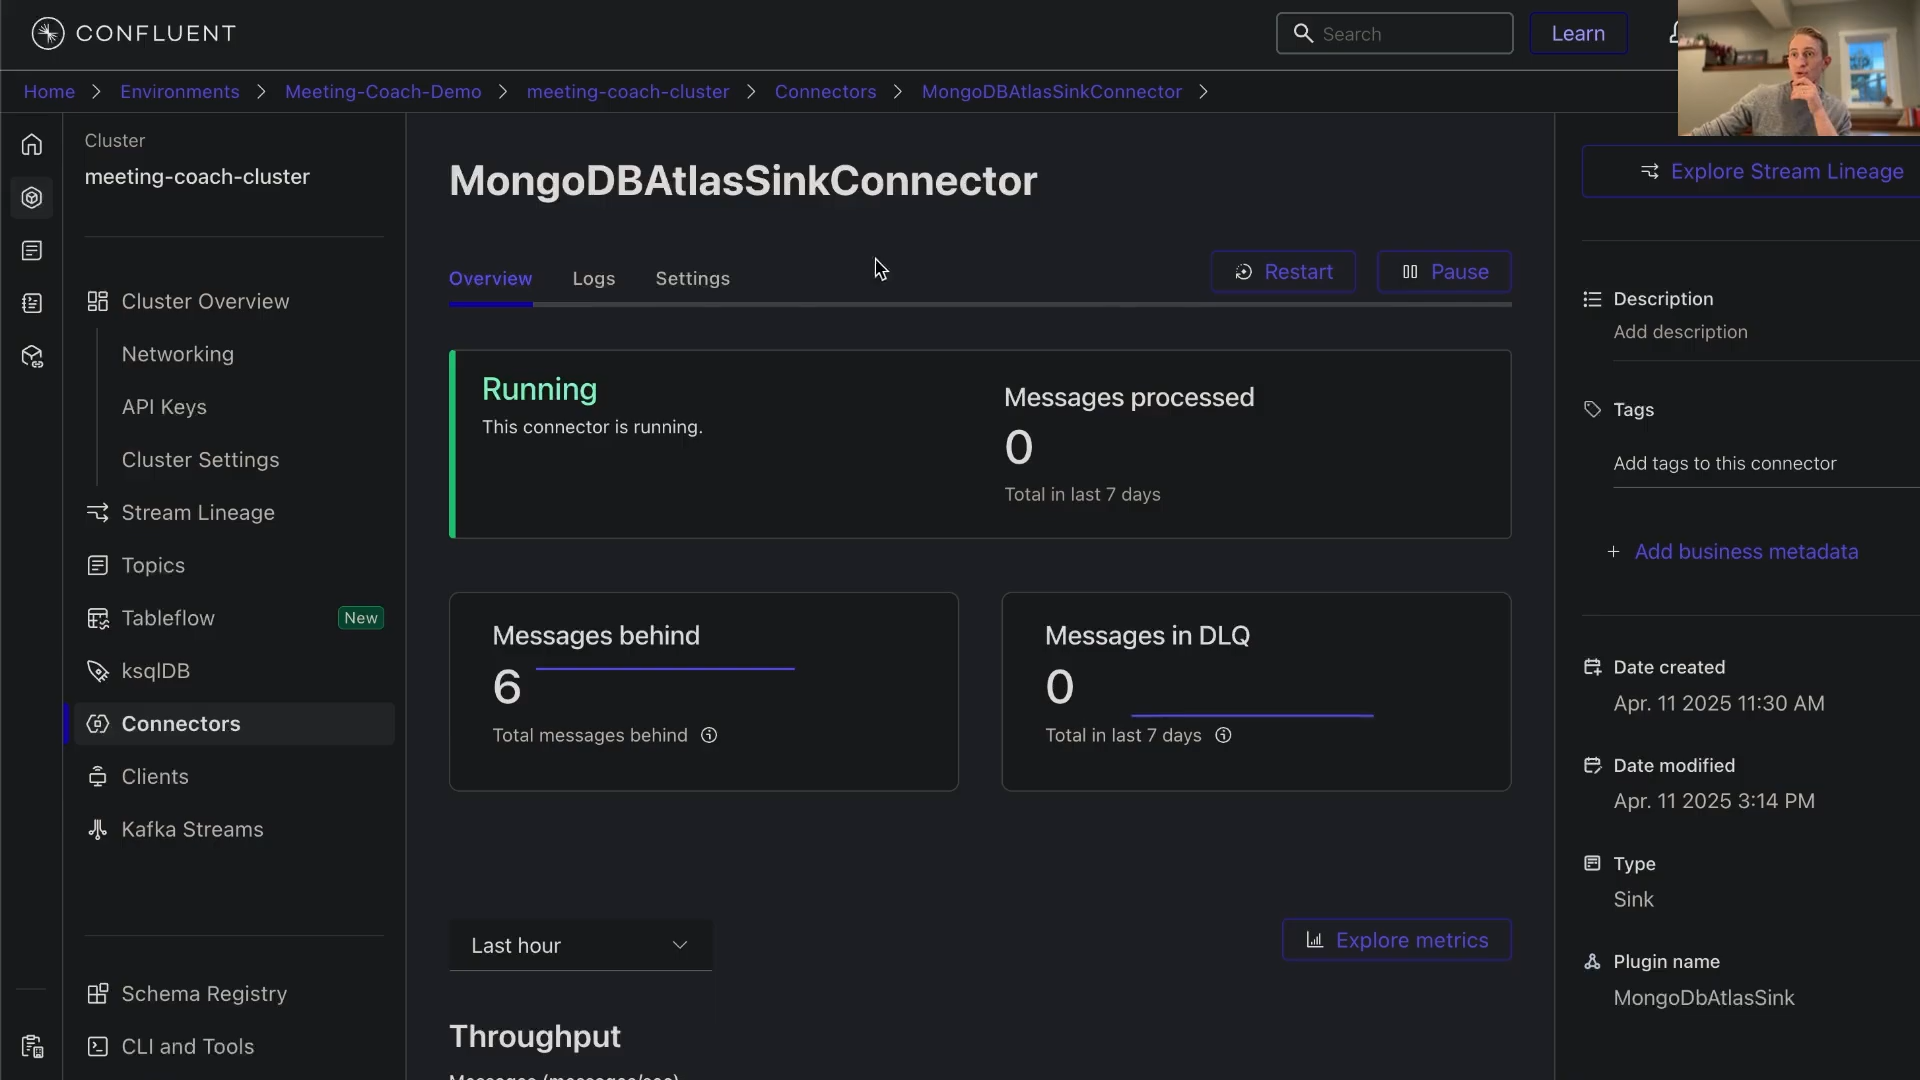 CONFLUENT
Search
Learn
Home
Environments
Meeting-Coach-Demo
meeting-coach-cluster
Connectors
MongoDBAtlasSinkConnector
Cluster
meeting-coach-cluster
Cluster Overview
Networking
API Keys
Cluster Settings
Stream Lineage
Topics
Tableflow
New
ksqlDB
Connectors
Clients
Kafka Streams
Schema Registry
CLI and Tools
MongoDBAtlasSinkConnector
Overview
Logs
Settings
Restart
Pause
Running
This connector is running.
Messages processed
0
Total in last 7 days
Messages behind
6
Total messages behind
Messages in DLQ
0
Total in last 7 days
Last hour
Explore metrics
Throughput
Messages (messages/sec)
Explore Stream Lineage
Description
Add description
Tags
Add tags to this connector
+ Add business metadata
Date created
Apr. 11 2025 11:30 AM
Date modified
Apr. 11 2025 3:14 PM
Type
Sink
Plugin name
MongoDbAtlasSink